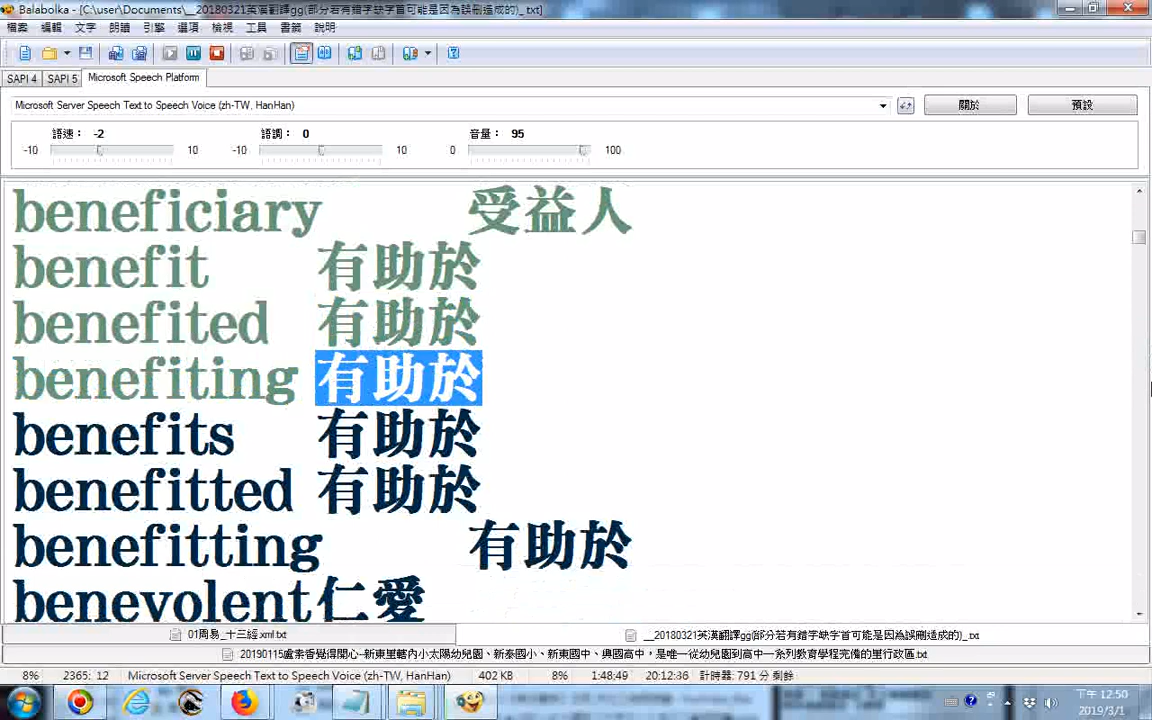 Balabolka - [C:\user\Documents\__20180321英漢翻譯gg(部分若有錯字缺字首可能是因為誤刪造成的)_.txt]
檔案 編輯 文字 朗讀 引擎 選項 檢視 工具 書籤 說明
SAPI 4 SAPI 5 Microsoft Speech Platform
Microsoft Server Speech Text to Speech Voice (zh-TW, HanHan) 關於 預設
語速： -2 語調： 0 音量： 95
-10 10 -10 10 0 100
beneficiary 受益人
benefit 有助於
benefited 有助於
benefiting 有助於
benefits 有助於
benefitted 有助於
benefitting 有助於
benevolent仁愛
01周易_十三經.xml.txt __20180321英漢翻譯gg(部分若有錯字缺字首可能是因為誤刪造成的)_.txt
20190115盧素香覺得開心-新東里轄內小太陽幼兒園、新泰國小、新東國中、興國高中，是唯一從幼兒園到高中一系列教育學程完備的里行政區.txt
8% 2365: 12 Microsoft Server Speech Text to Speech Voice (zh-TW, HanHan) 402 KB 8% 1:48:49 20:12:36 計時器: 791 分 剩餘
下午 12:50
2019/3/1